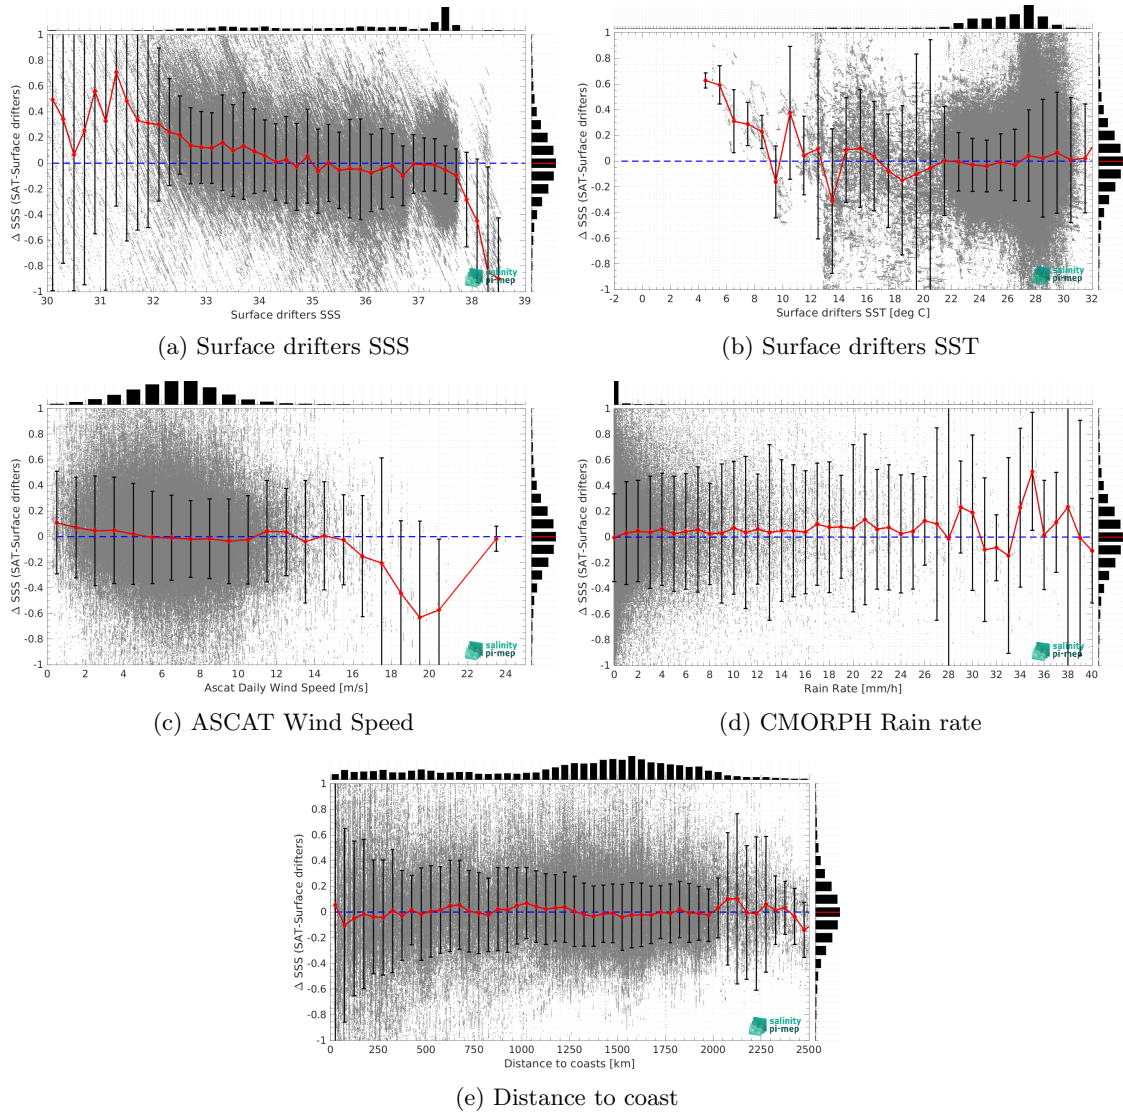 1
0.8
0.6
0.4
0.2
0
-0.2
-0.4
-0.6
-0.8
-1
Δ SSS (SAT-Surface drifters)
30 31 32 33 34 35 36 37 38 39
Surface drifters SSS
salinity
pi-mep
(a) Surface drifters SSS
1
0.8
0.6
0.4
0.2
0
-0.2
-0.4
-0.6
-0.8
-1
Δ SSS (SAT-Surface drifters)
-2 0 2 4 6 8 10 12 14 16 18 20 22 24 26 28 30 32
Surface drifters SST [deg C]
salinity
pi-mep
(b) Surface drifters SST
1
0.8
0.6
0.4
0.2
0
-0.2
-0.4
-0.6
-0.8
-1
Δ SSS (SAT-Surface drifters)
0 2 4 6 8 10 12 14 16 18 20 22 24
Ascat Daily Wind Speed [m/s]
salinity
pi-mep
(c) ASCAT Wind Speed
1
0.8
0.6
0.4
0.2
0
-0.2
-0.4
-0.6
-0.8
-1
Δ SSS (SAT-Surface drifters)
0 2 4 6 8 10 12 14 16 18 20 22 24 26 28 30 32 34 36 38 40
Rain Rate [mm/h]
salinity
pi-mep
(d) CMORPH Rain rate
1
0.8
0.6
0.4
0.2
0
-0.2
-0.4
-0.6
-0.8
-1
Δ SSS (SAT-Surface drifters)
0 250 500 750 1000 1250 1500 1750 2000 2250 2500
Distance to coasts [km]
salinity
pi-mep
(e) Distance to coast